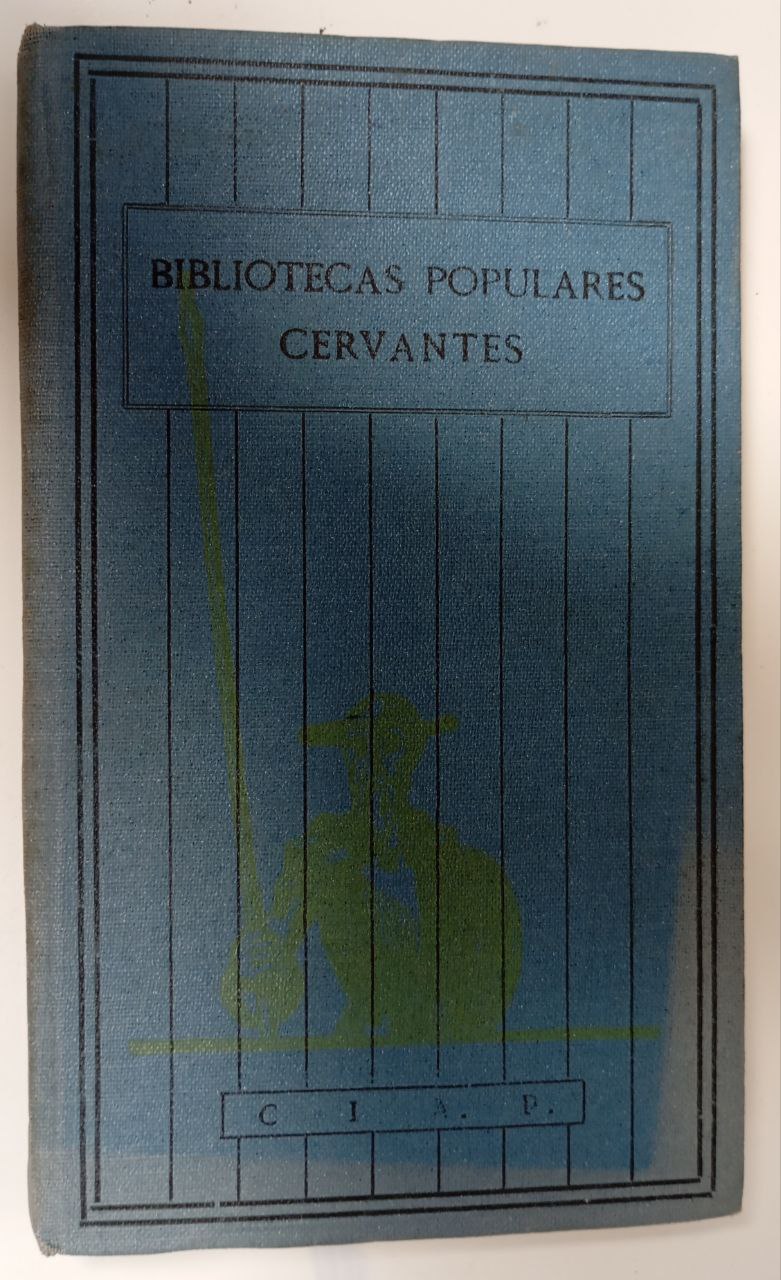 BIBLIOTECAS POPULARES
CERVANTES
C I A. P.